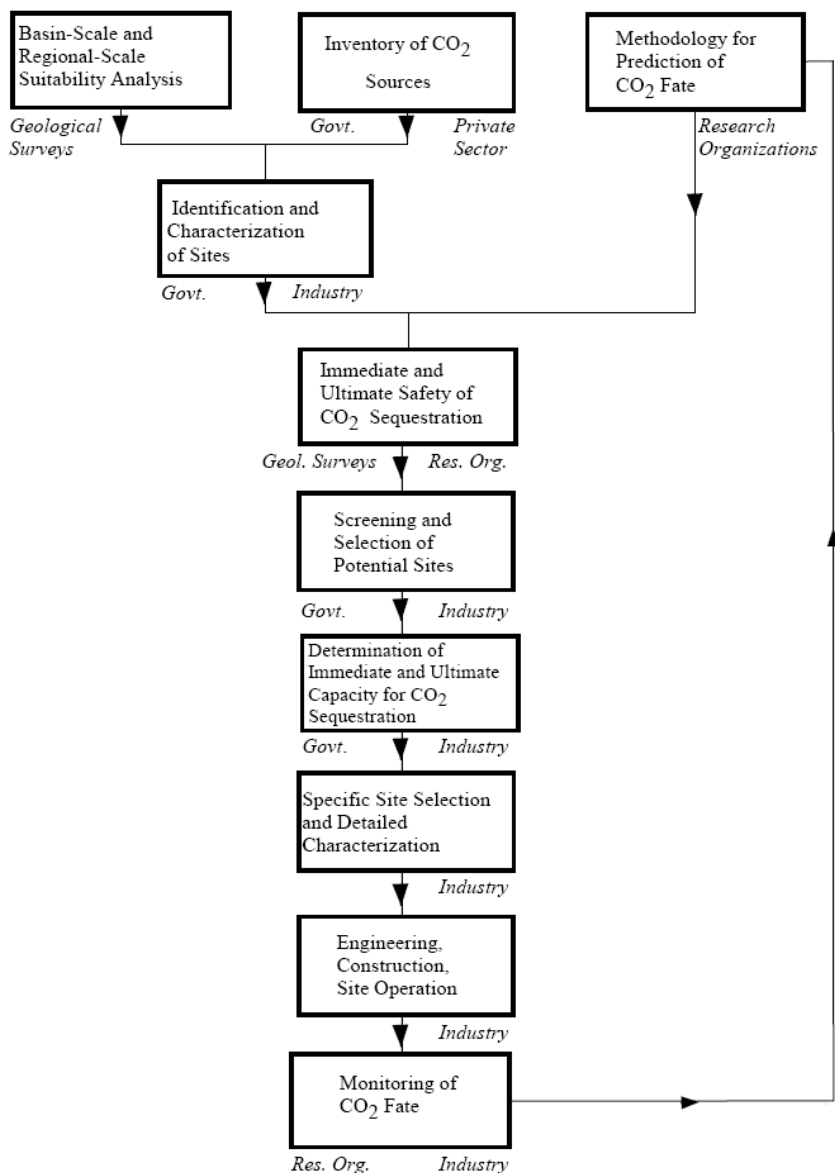 Basin-Scale and
Regional-Scale
Suitability Analysis
Inventory of CO2
Sources
Methodology for
Prediction of
CO2 Fate
Geological
Surveys
Govt.
Private
Sector
Research
Organizations
Identification and
Characterization
of Sites
Govt.
Industry
Immediate and
Ultimate Safety of
CO2 Sequestration
Geol. Surveys
Res. Org.
Screening and
Selection of
Potential Sites
Govt.
Industry
Determination of
Immediate and Ultimate
Capacity for CO2
Sequestration
Govt.
Industry
Specific Site Selection
and Detailed
Characterization
Industry
Engineering,
Construction,
Site Operation
Industry
Monitoring of
CO2 Fate
Res. Org.
Industry